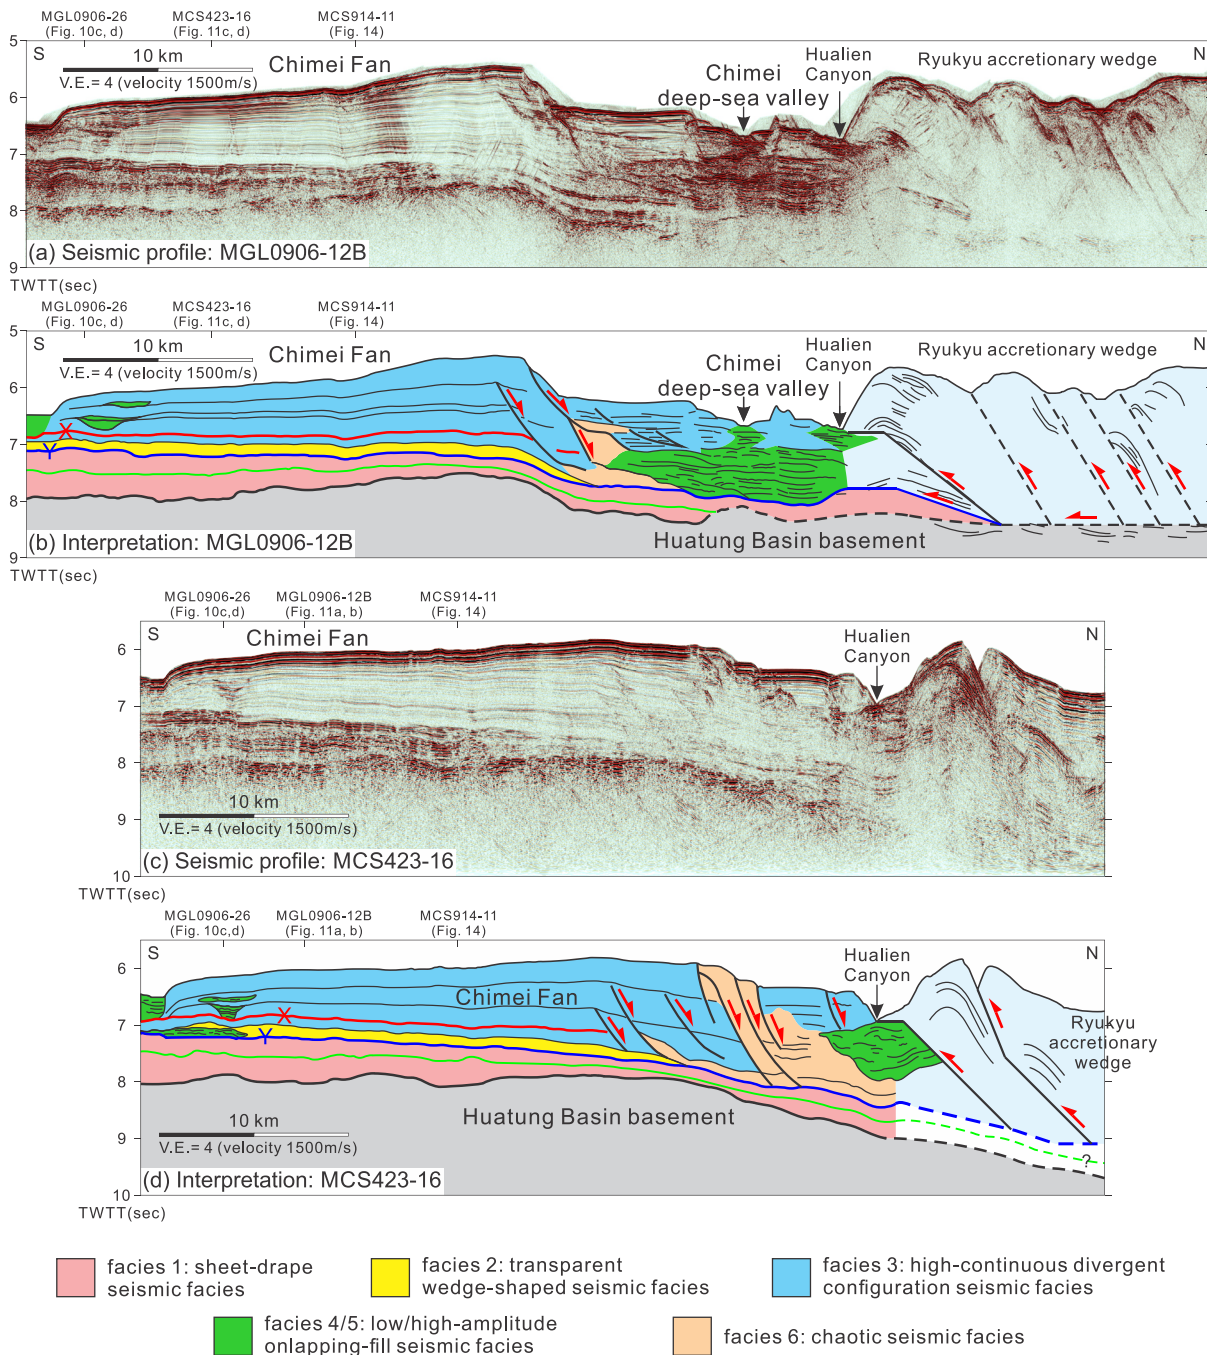 MGL0906-26 MCS423-16 MCS914-11
(Fig. 10c, d) (Fig. 11c, d) (Fig. 14)
5
S
10 km
V.E.= 4 (velocity 1500m/s)
Chimei Fan
Chimei
deep-sea valley
Hualien
Canyon
Ryukyu accretionary wedge
N
6
7
8
9
(a) Seismic profile: MGL0906-12B
TWTT(sec)
MGL0906-26 MCS423-16 MCS914-11
(Fig. 10c, d) (Fig. 11c, d) (Fig. 14)
5
S
10 km
V.E.= 4 (velocity 1500m/s)
Chimei Fan
Chimei
deep-sea valley
Hualien
Canyon
Ryukyu accretionary wedge
N
6
X
Y
7
8
Huatung Basin basement
9
(b) Interpretation: MGL0906-12B
TWTT(sec)
MGL0906-26 MGL0906-12B MCS914-11
(Fig. 10c,d) (Fig. 11a, b) (Fig. 14)
S
Chimei Fan
Hualien
Canyon
N
6
7
8
9
10 km
V.E.= 4 (velocity 1500m/s)
(c) Seismic profile: MCS423-16
10
TWTT(sec)
MGL0906-26 MGL0906-12B MCS914-11
(Fig. 10c,d) (Fig. 11a, b) (Fig. 14)
S
Hualien
Canyon
N
6
Chimei Fan
X
Y
7
Ryukyu
accretionary
wedge
8
Huatung Basin basement
10 km
V.E.= 4 (velocity 1500m/s)
9
?
(d) Interpretation: MCS423-16
10
TWTT(sec)
facies 1: sheet-drape
seismic facies
facies 2: transparent
wedge-shaped seismic facies
facies 3: high-continuous divergent
configuration seismic facies
facies 4/5: low/high-amplitude
onlapping-fill seismic facies
facies 6: chaotic seismic facies